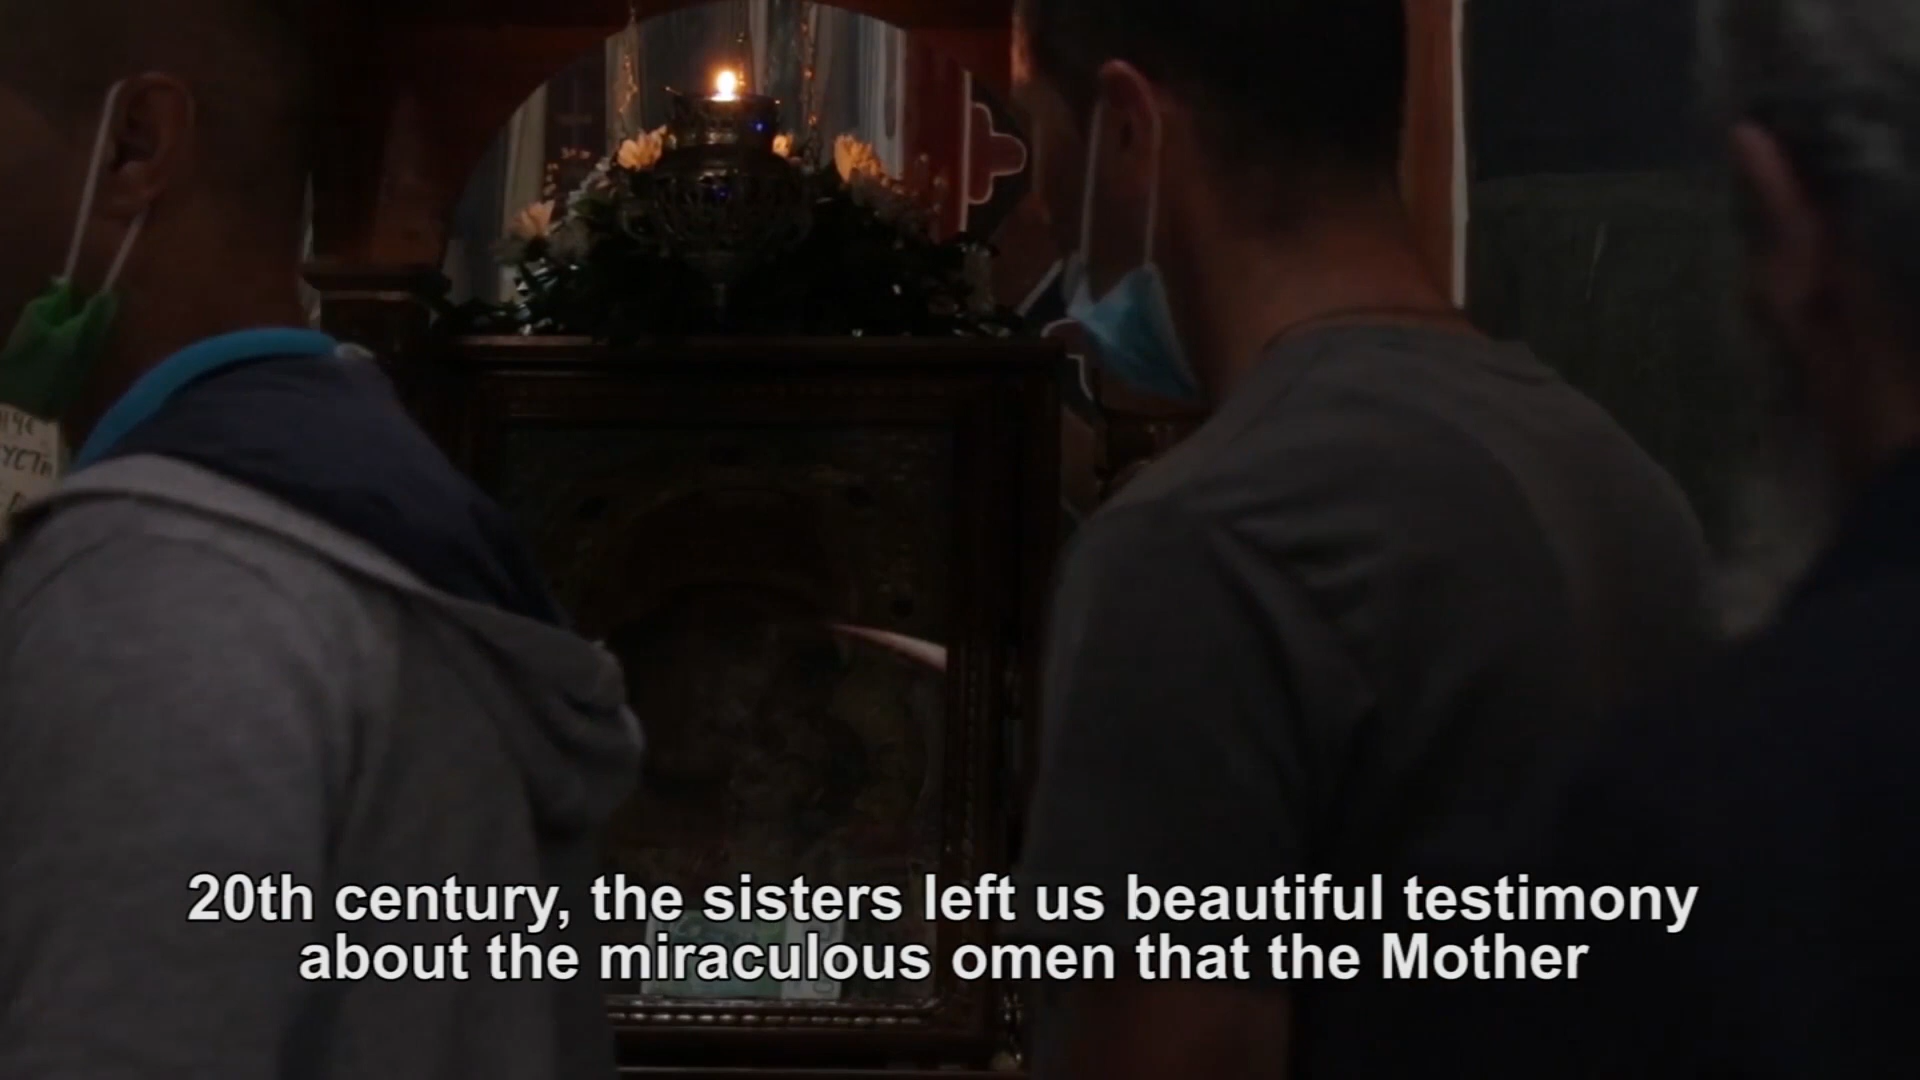 20th century, the sisters left us beautiful testimony
about the miraculous omen that the Mother